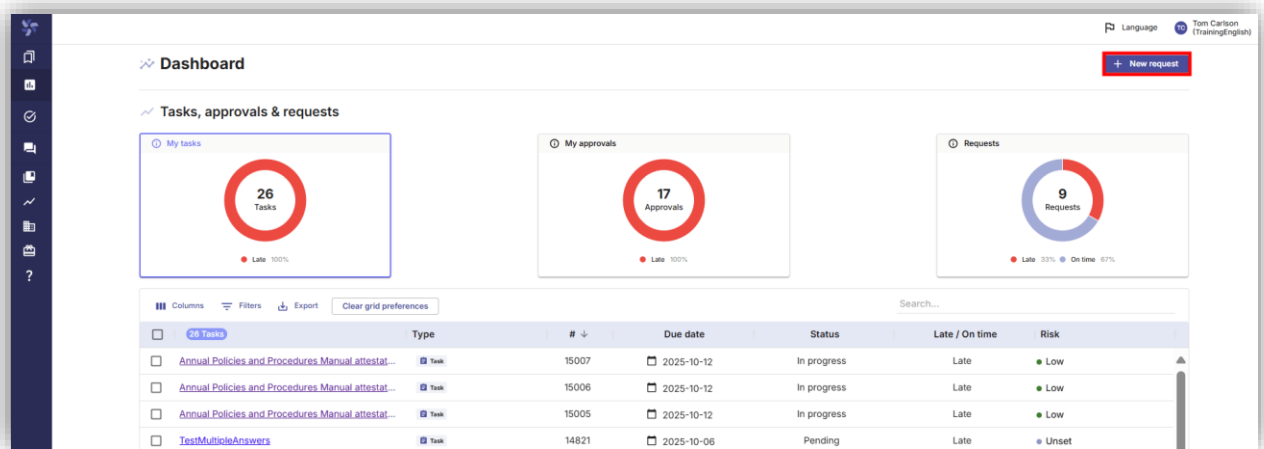 Language
TC
Tom Carlson
(TrainingEnglish)
Dashboard
+ New request
Tasks, approvals & requests
My tasks
26
Tasks
Late 100%
My approvals
17
Approvals
Late 100%
Requests
9
Requests
Late 33% On time 67%
Columns Filters Export Clear grid preferences Search...
26 Tasks Type # ↓ Due date Status Late / On time Risk
Annual Policies and Procedures Manual attestat... Task 15007 2025-10-12 In progress Late Low
Annual Policies and Procedures Manual attestat... Task 15006 2025-10-12 In progress Late Low
Annual Policies and Procedures Manual attestat... Task 15005 2025-10-12 In progress Late Low
TestMultipleAnswers Task 14821 2025-10-06 Pending Late Unset
?